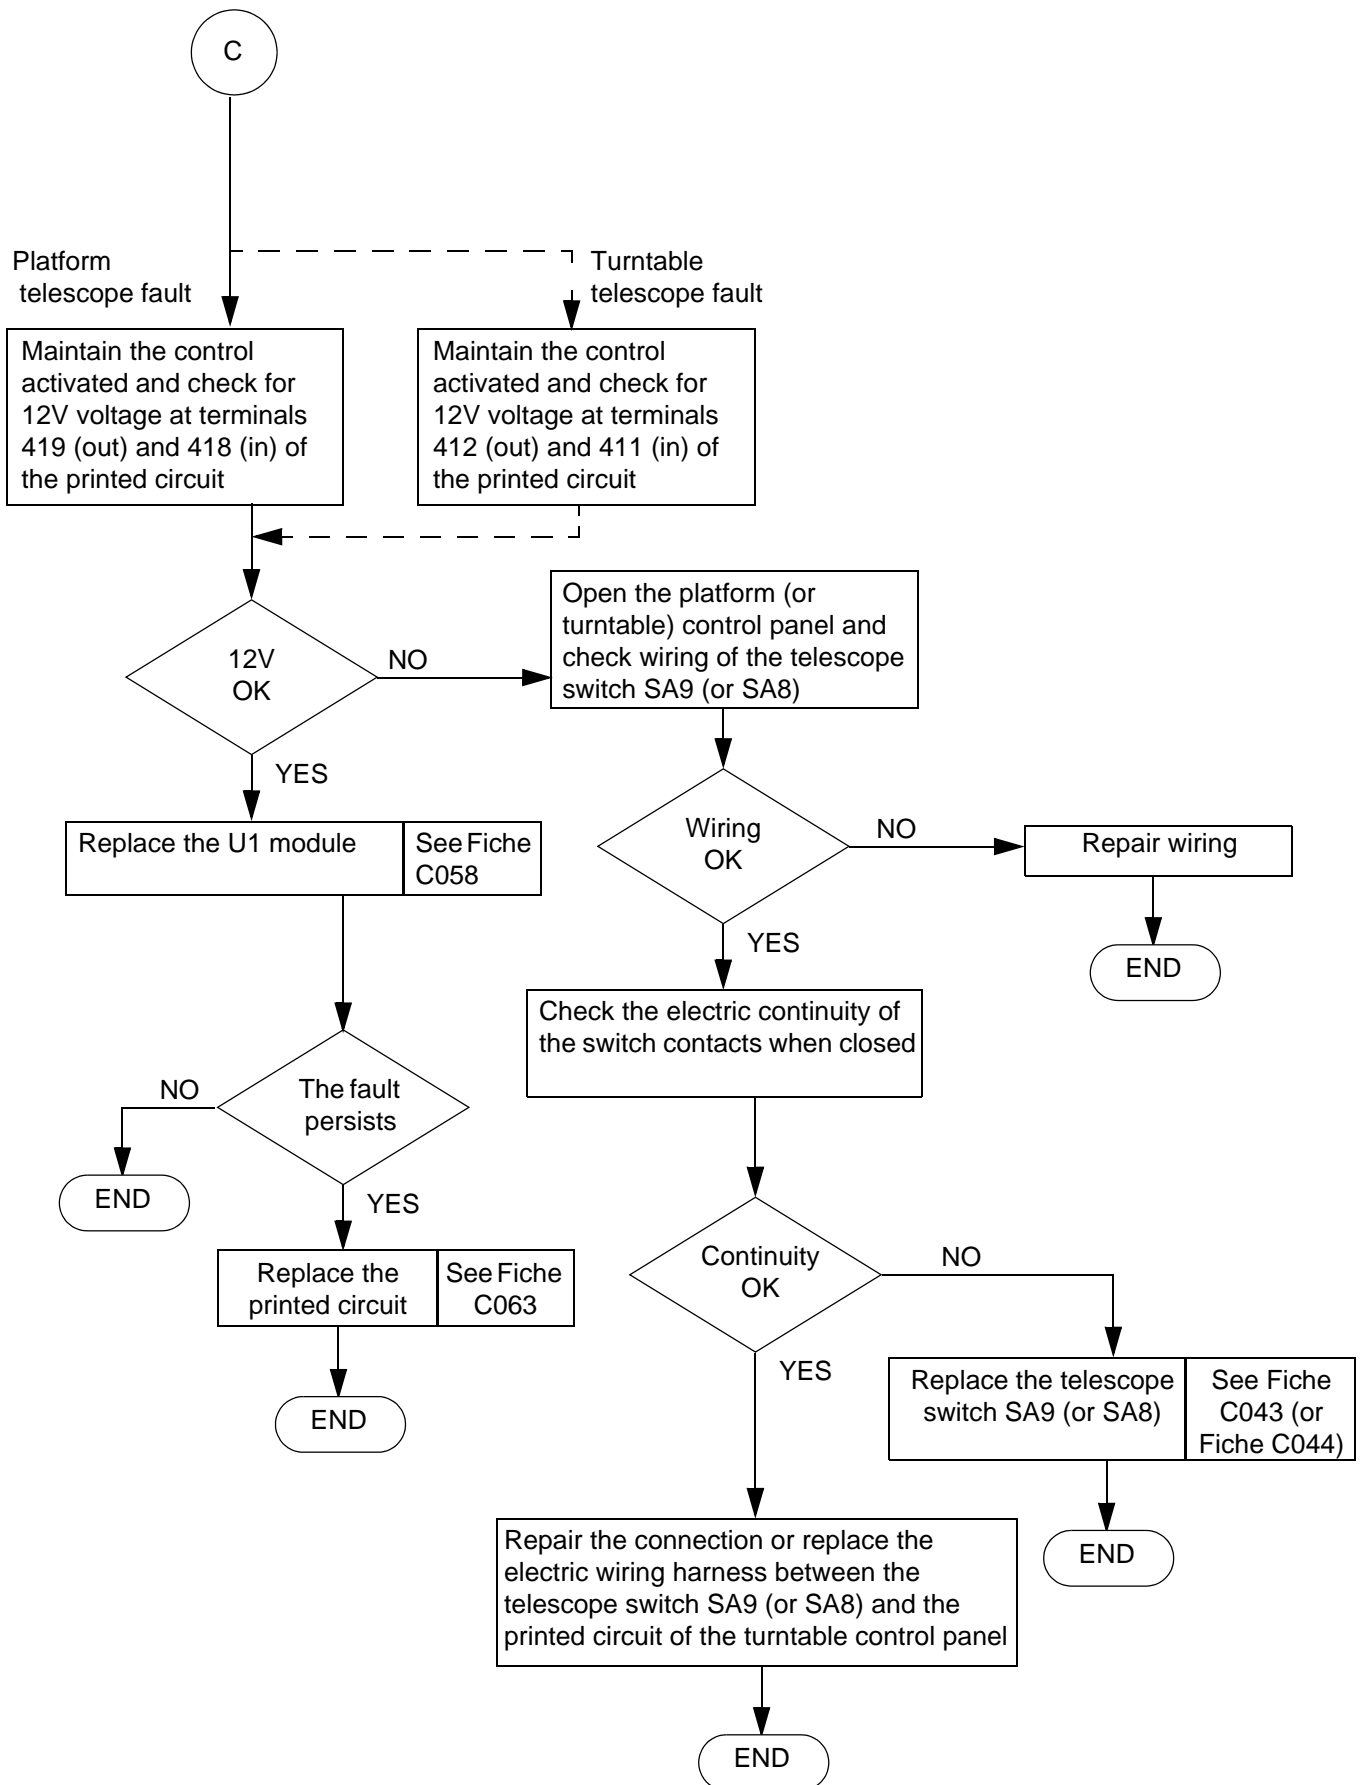 C
Platform
telescope fault
Turntable
telescope fault
Maintain the control
activated and check for
12V voltage at terminals
419 (out) and 418 (in) of
the printed circuit
Maintain the control
activated and check for
12V voltage at terminals
412 (out) and 411 (in) of
the printed circuit
12V
OK
NO
Open the platform (or
turntable) control panel and
check wiring of the telescope
switch SA9 (or SA8)
YES
Replace the U1 module
See Fiche
C058
Wiring
OK
NO
Repair wiring
END
YES
Check the electric continuity of
the switch contacts when closed
The fault
persists
NO
END
YES
Replace the
printed circuit
See Fiche
C063
END
Continuity
OK
NO
Replace the telescope
switch SA9 (or SA8)
See Fiche
C043 (or
Fiche C044)
END
YES
Repair the connection or replace the
electric wiring harness between the
telescope switch SA9 (or SA8) and the
printed circuit of the turntable control panel
END